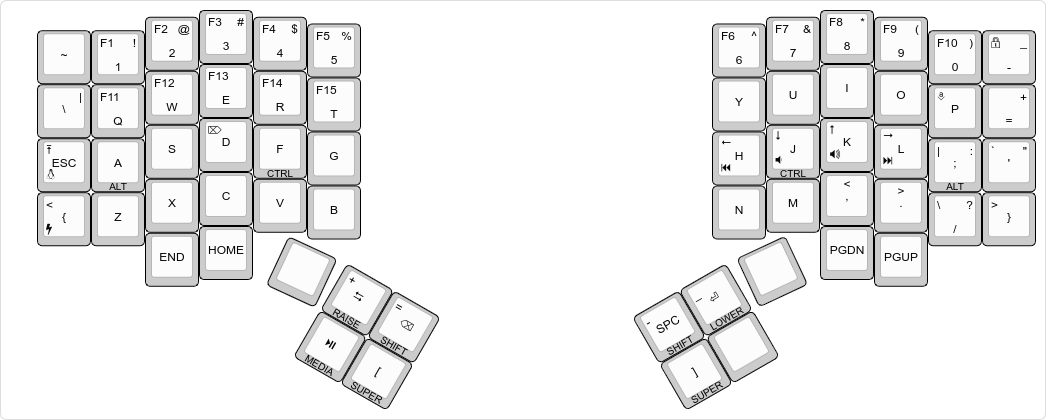 ~
F1 !
1
F2 @
2
F3 #
3
F4 $
4
F5 %
5
|
\
F11
Q
F12
W
F13
E
F14
R
F15
T
ESC
A
ALT
S
D
F
CTRL
G
<
{
Z
X
C
V
B
END
HOME
+
RAISE
=
SHIFT
MEDIA
[
SUPER
F6 ^
6
F7 &
7
F8 *
8
F9 (
9
F10 )
0
_
-
Y
U
I
O
P
+
=
H
J
CTRL
K
L
| :
;
ALT
` "
'
N
M
<
,
>
.
\ ?
/
>
}
PGDN
PGUP
-
SPC
SHIFT
_
LOWER
]
SUPER